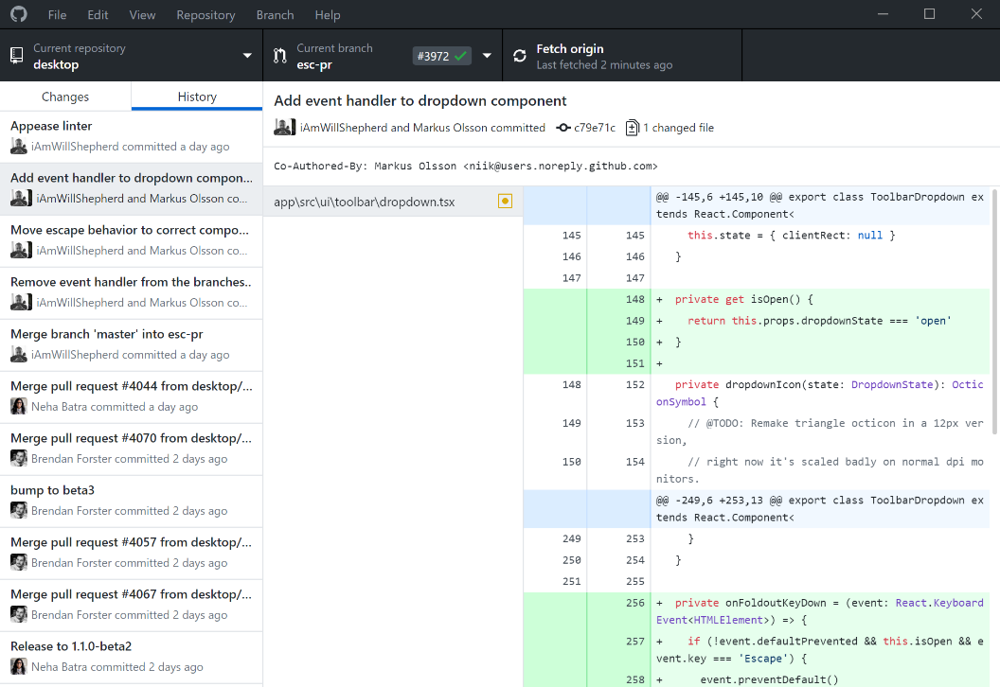 File Edit View Repository Branch Help
Current repository
desktop
Current branch
esc-pr
#3972
Fetch origin
Last fetched 2 minutes ago
Changes
History
Appease linter
iAmWillShepherd committed a day ago
Add event handler to dropdown compon...
iAmWillShepherd and Markus Olsson co...
Move escape behavior to correct compo...
iAmWillShepherd and Markus Olsson co...
Remove event handler from the branches..
iAmWillShepherd and Markus Olsson co...
Merge branch 'master' into esc-pr
iAmWillShepherd committed a day ago
Merge pull request #4044 from desktop/...
Neha Batra committed a day ago
Merge pull request #4070 from desktop/...
Brendan Forster committed 2 days ago
bump to beta3
Brendan Forster committed 2 days ago
Merge pull request #4057 from desktop/...
Brendan Forster committed 2 days ago
Merge pull request #4067 from desktop/...
Brendan Forster committed 2 days ago
Release to 1.1.0-beta2
Neha Batra committed 2 days ago
Add event handler to dropdown component
iAmWillShepherd and Markus Olsson committed c79e71c 1 changed file
Co-Authored-By: Markus Olsson <niik@users.noreply.github.com>
app\src\ui\toolbar\dropdown.tsx
@@ -145,6 +145,10 @@ export class ToolbarDropdown ex
tends React.Component<
145 145 this.state = { clientRect: null }
146 146 }
147 147
148 + private get isOpen() {
149 + return this.props.dropdownState === 'open'
150 + }
151 +
148 152 private dropdownIcon(state: DropdownState): Octic
onSymbol {
149 153 // @TODO: Remake triangle octicon in a 12px ver
sion,
150 154 // right now it's scaled badly on normal dpi mo
nitors.
@@ -249,6 +253,13 @@ export class ToolbarDropdown ex
tends React.Component<
249 253 }
250 254 }
251 255
256 + private onFoldoutKeyDown = (event: React.Keyboard
Event<HTMLElement>) => {
257 + if (!event.defaultPrevented && this.isOpen && e
vent.key === 'Escape') {
258 + event.preventDefault()